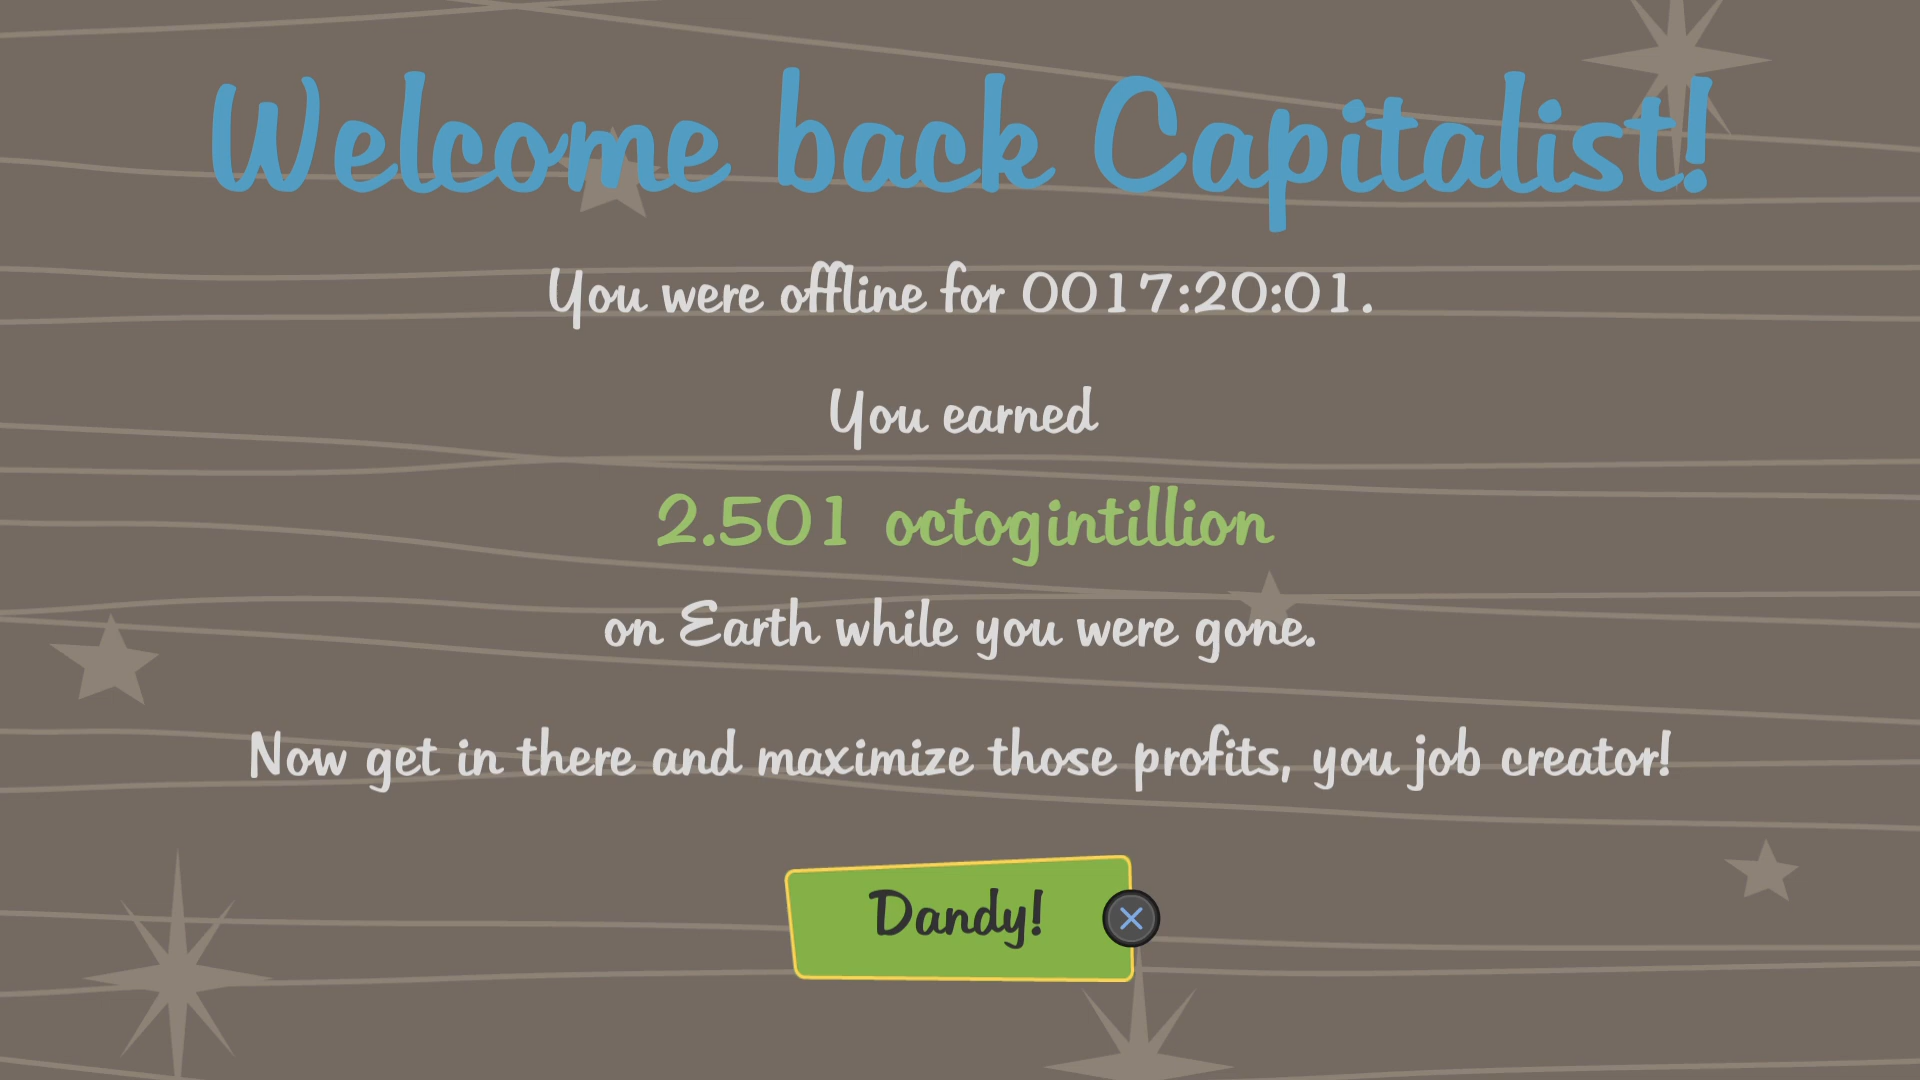 Welcome back Capitalist!
You were offline for 0017:20:01.
You earned
2.501 octogintillion
on Earth while you were gone.
Now get in there and maximize those profits, you job creator!
Dandy!